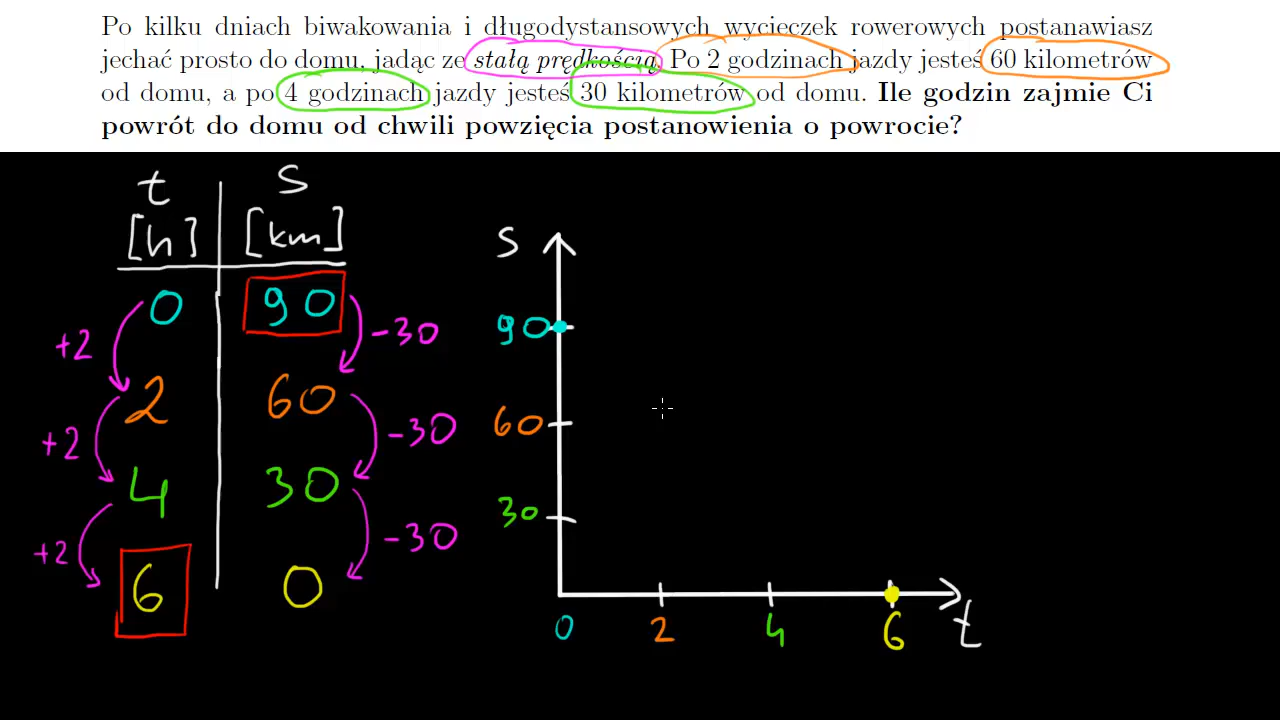 Po kilku dniach biwakowania i długodystansowych wycieczek rowerowych postanawiasz
jechać prosto do domu, jadąc ze stałą prędkością. Po 2 godzinach jazdy jesteś 60 kilometrów
od domu, a po 4 godzinach jazdy jesteś 30 kilometrów od domu. Ile godzin zajmie Ci
powrót do domu od chwili powzięcia postanowienia o powrocie?
t s
[h] [km]
0 90
+2 -30
2 60
+2 -30
4 30
+2 -30
6 0
s
90
60
30
0 2 4 6 t